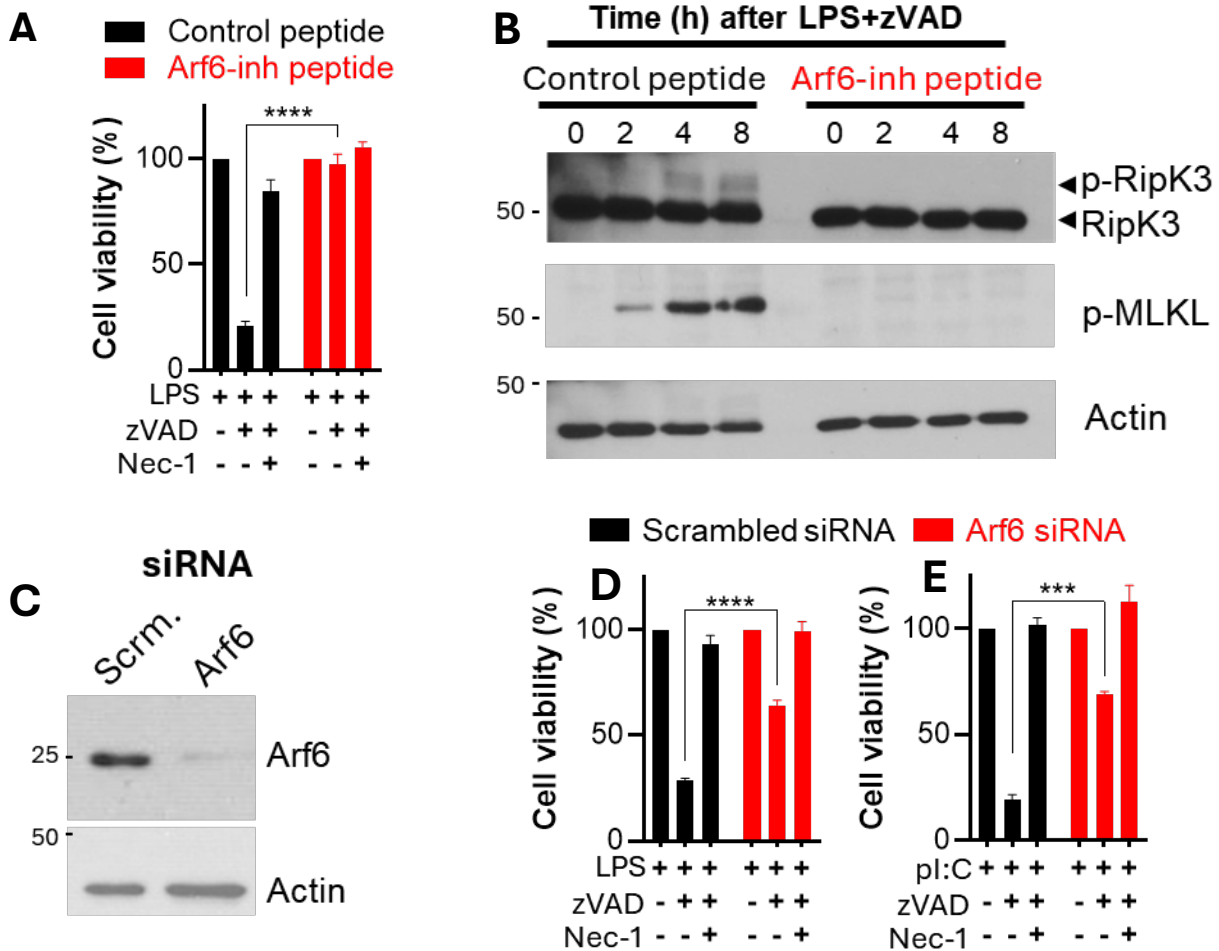 A
Control peptide
Arf6-inh peptide
****
Cell viability (%)
100
50
0
LPS + + + + + +
zVAD - + + - + +
Nec-1 - - + - - +
B
Time (h) after LPS+zVAD
Control peptide Arf6-inh peptide
0 2 4 8 0 2 4 8
p-RipK3
50 -
RipK3
50 -
p-MLKL
50 -
Actin
C
siRNA
Scrm. Arf6
25 -
Arf6
50 -
Actin
Scrambled siRNA Arf6 siRNA
D
****
Cell viability (%)
100
50
0
LPS + + + + + +
zVAD - + + - + +
Nec-1 - - + - - +
E
***
Cell viability (%)
100
50
0
pI:C + + + + + +
zVAD - + + - + +
Nec-1 - - + - - +